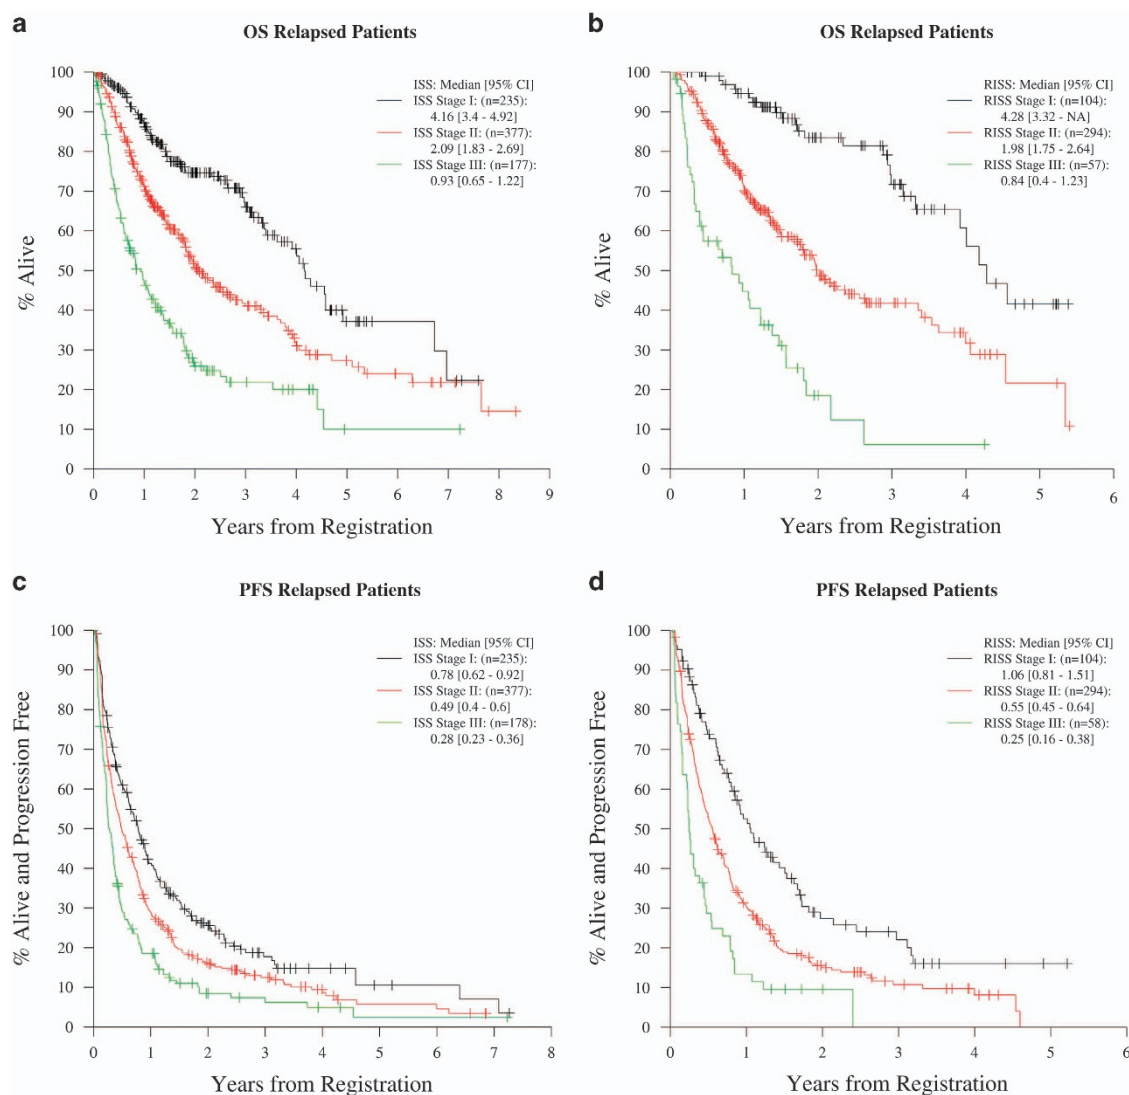 a
OS Relapsed Patients
% Alive
100
90
80
70
60
50
40
30
20
10
0
ISS: Median [95% CI]
ISS Stage I: (n=235):
4.16 [3.4 - 4.92]
ISS Stage II: (n=377):
2.09 [1.83 - 2.69]
ISS Stage III: (n=177):
0.93 [0.65 - 1.22]
0 1 2 3 4 5 6 7 8 9
Years from Registration
b
OS Relapsed Patients
% Alive
100
90
80
70
60
50
40
30
20
10
0
RISS: Median [95% CI]
RISS Stage I: (n=104):
4.28 [3.32 - NA]
RISS Stage II: (n=294):
1.98 [1.75 - 2.64]
RISS Stage III: (n=57):
0.84 [0.4 - 1.23]
0 1 2 3 4 5 6
Years from Registration
c
PFS Relapsed Patients
% Alive and Progression Free
100
90
80
70
60
50
40
30
20
10
0
ISS: Median [95% CI]
ISS Stage I: (n=235):
0.78 [0.62 - 0.92]
ISS Stage II: (n=377):
0.49 [0.4 - 0.6]
ISS Stage III: (n=178):
0.28 [0.23 - 0.36]
0 1 2 3 4 5 6 7 8
Years from Registration
d
PFS Relapsed Patients
% Alive and Progression Free
100
90
80
70
60
50
40
30
20
10
0
RISS: Median [95% CI]
RISS Stage I: (n=104):
1.06 [0.81 - 1.51]
RISS Stage II: (n=294):
0.55 [0.45 - 0.64]
RISS Stage III: (n=58):
0.25 [0.16 - 0.38]
0 1 2 3 4 5 6
Years from Registration